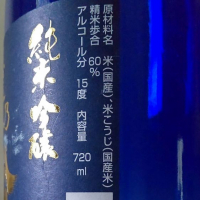 原材料名 米(国産)、米こうじ(国産米)
精米歩合 60%
アルコール分 15度 内容量 720ml
純米吟醸